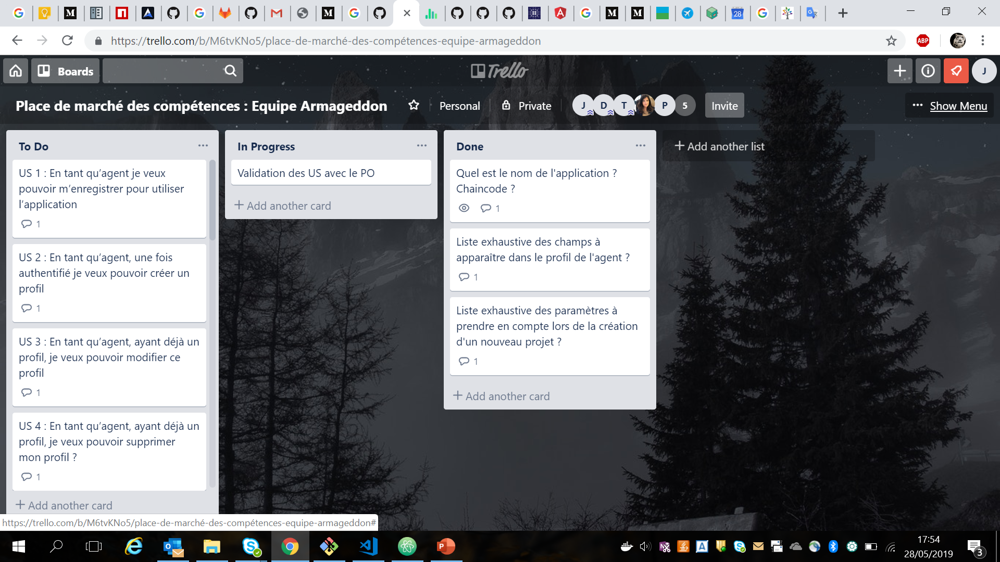 https://trello.com/b/M6tvKNo5/place-de-marché-des-compétences-equipe-armageddon
ABP
Boards
Trello
J
Place de marché des compétences : Equipe Armageddon
Personal
Private
J
D
T
P
5
Invite
Show Menu
To Do
US 1 : En tant qu’agent je veux
pouvoir m’enregistrer pour utiliser
l’application
1
US 2 : En tant qu’agent, une fois
authentifié je veux pouvoir créer un
profil
1
US 3 : En tant qu’agent, ayant déjà un
profil, je veux pouvoir modifier ce
profil
1
US 4 : En tant qu’agent, ayant déjà un
profil, je veux pouvoir supprimer
mon profil ?
1
+ Add another card
In Progress
Validation des US avec le PO
+ Add another card
Done
Quel est le nom de l'application ?
Chaincode ?
1
Liste exhaustive des champs à
apparaître dans le profil de l'agent ?
1
Liste exhaustive des paramètres à
prendre en compte lors de la création
d'un nouveau projet ?
1
+ Add another card
+ Add another list
https://trello.com/b/M6tvKNo5/place-de-marché-des-compétences-equipe-armageddon#
17:54
28/05/2019
3